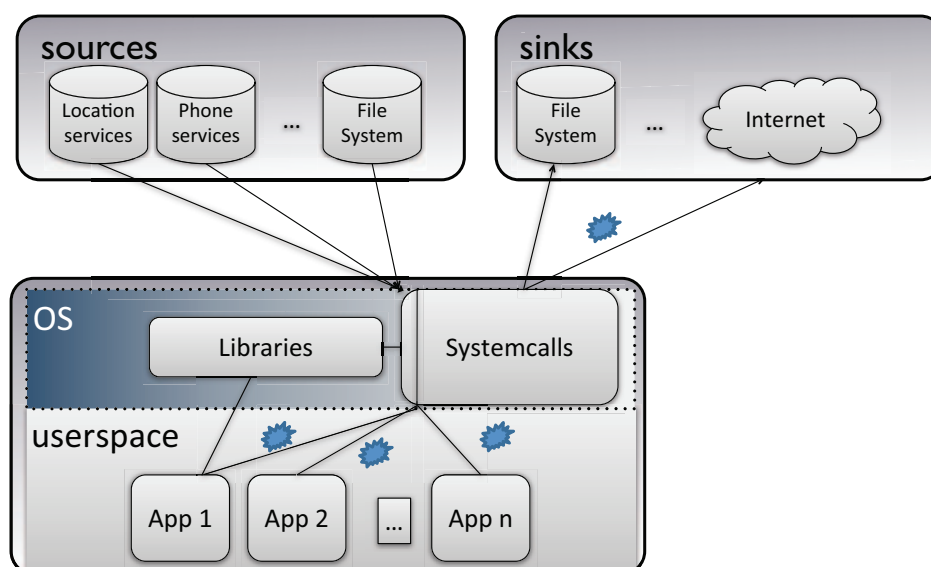 sources
Location
services
Phone
services
...
File
System
sinks
File
System
...
Internet
OS
Libraries
Systemcalls
userspace
App 1
App 2
...
App n